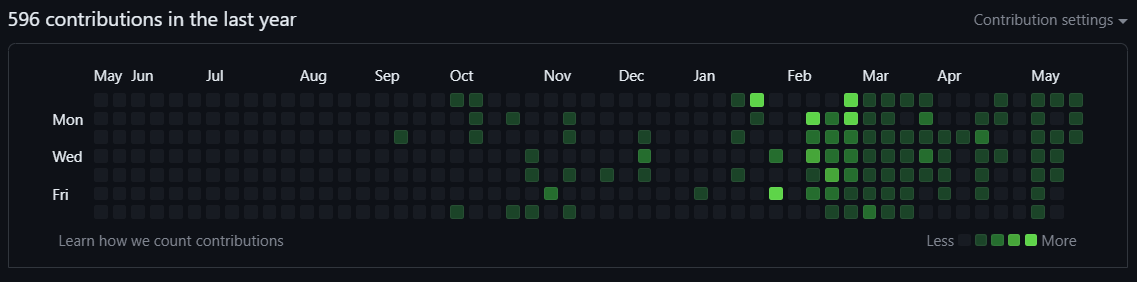 596 contributions in the last year
Contribution settings
May Jun Jul Aug Sep Oct Nov Dec Jan Feb Mar Apr May
Mon
Wed
Fri
Learn how we count contributions
Less More